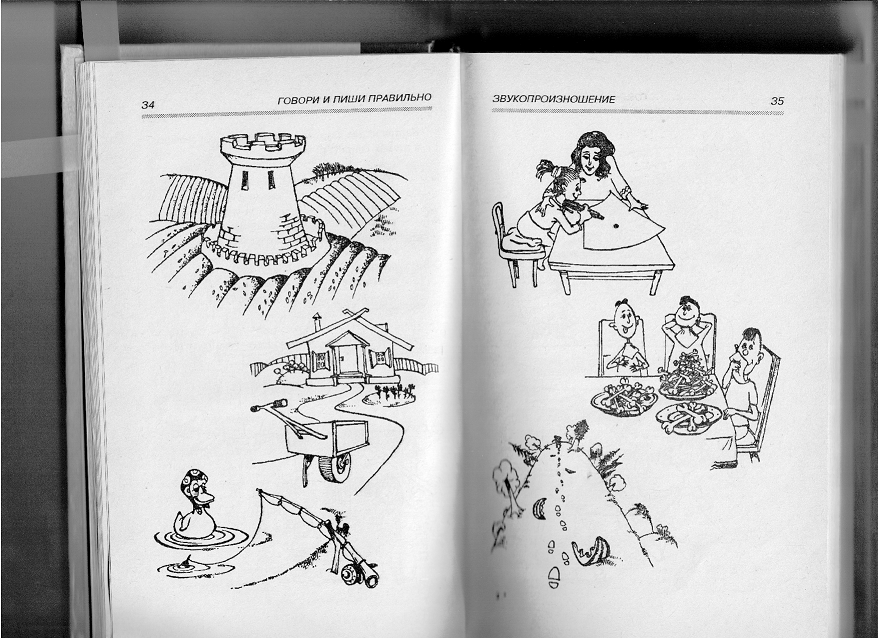 34
ГОВОРИ И ПИШИ ПРАВИЛЬНО
ЗВУКОПРОИЗНОШЕНИЕ
35